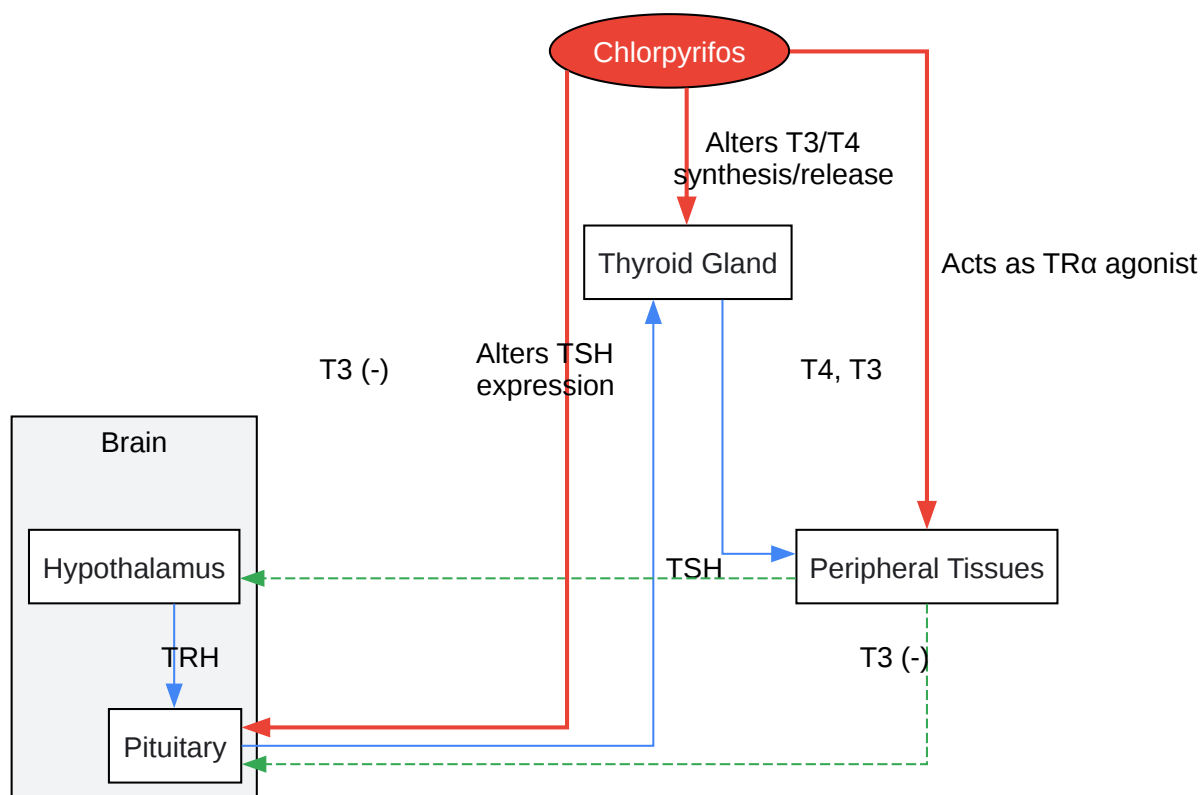 Chlorpyrifos
Alters T3/T4
synthesis/release
Thyroid Gland
Acts as TRα agonist
T3 (-)
Alters TSH
expression
T4, T3
Brain
Hypothalamus
TSH
Peripheral Tissues
TRH
T3 (-)
Pituitary